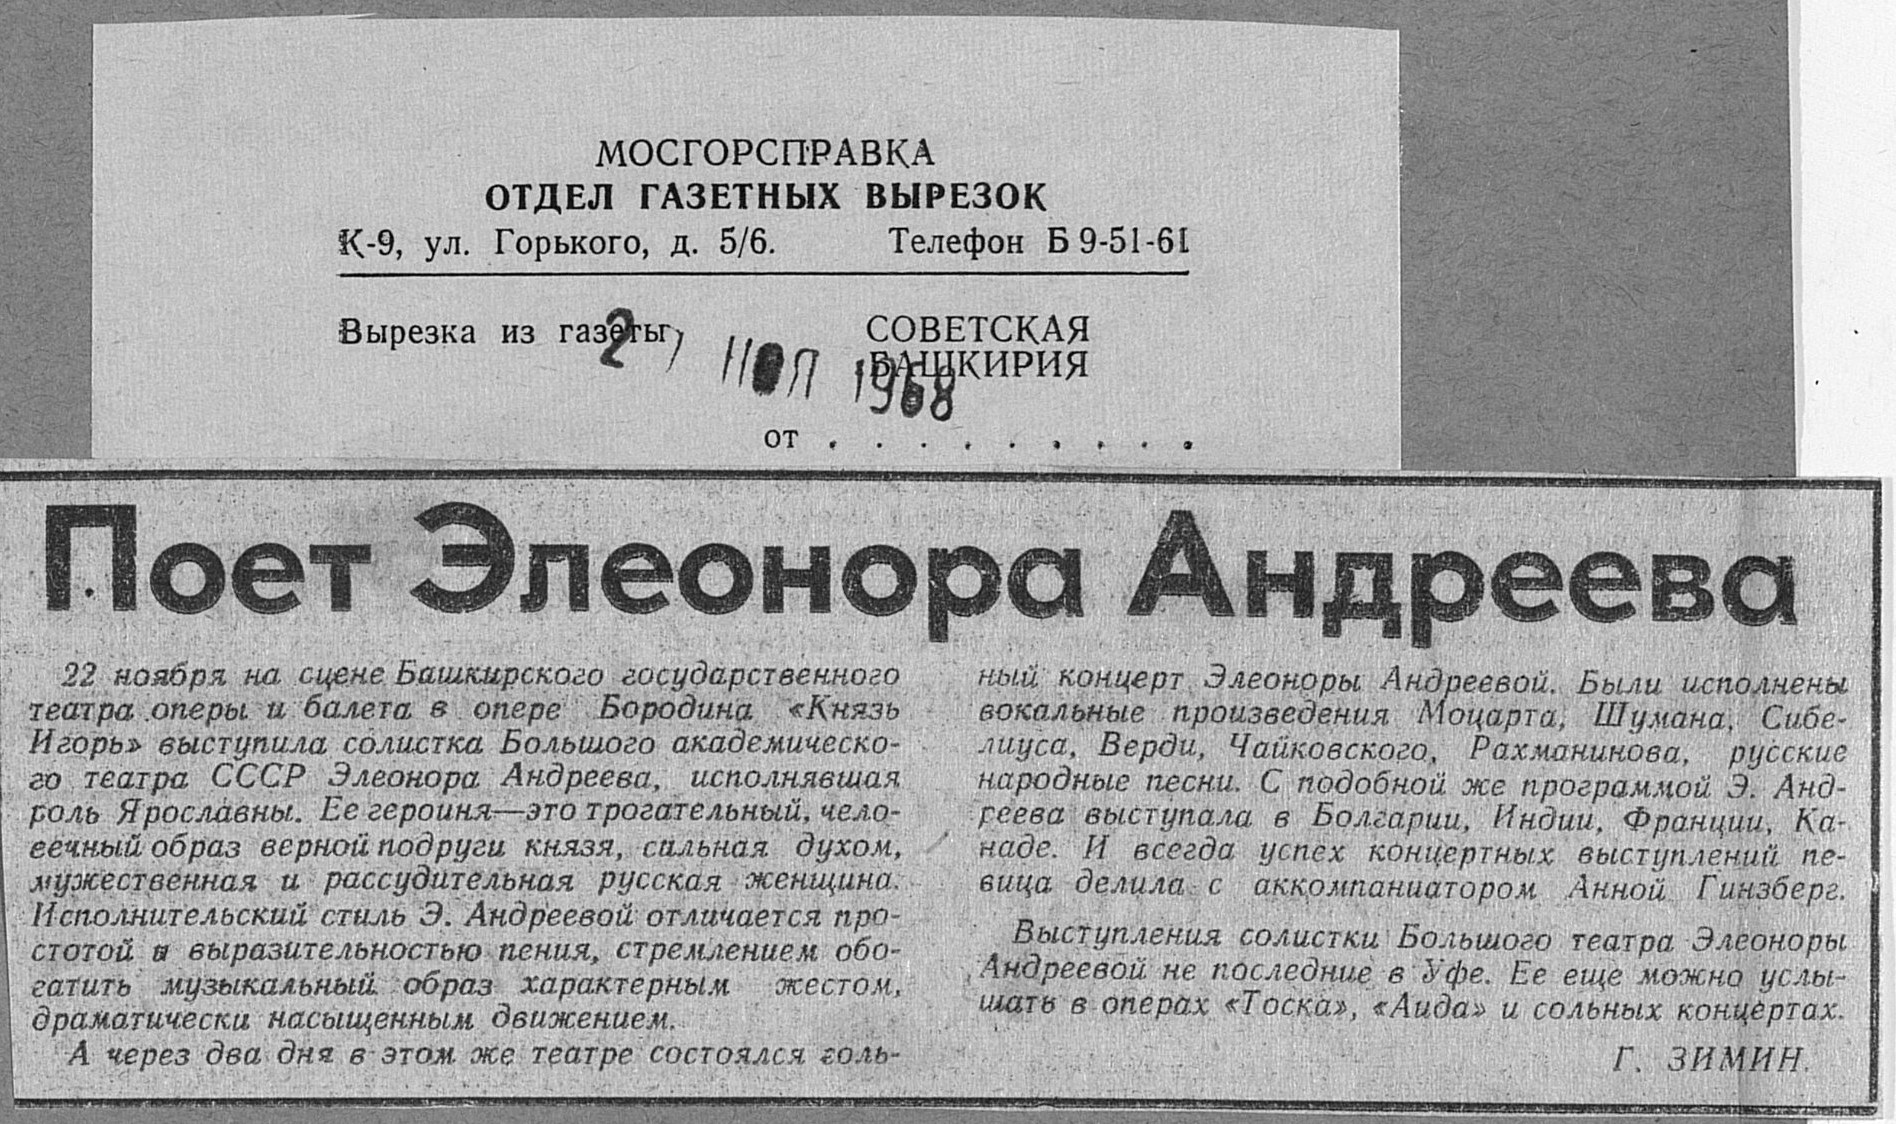 МОСГОРСПРАВКА
ОТДЕЛ ГАЗЕТНЫХ ВЫРЕЗОК
К-9, ул. Горького, д. 5/6. Телефон Б 9-51-61
Вырезка из газеты СОВЕТСКАЯ
БАШКИРИЯ
1968
от . . . . . . . . .
Поет Элеонора Андреева
22 ноября на сцене Башкирского государственного
театра оперы и балета в опере Бородина «Князь
Игорь» выступила солистка Большого академическо-
го театра СССР Элеонора Андреева, исполнявшая
роль Ярославны. Ее героиня—это трогательный, чело-
вечный образ верной подруги князя, сильная духом,
мужественная и рассудительная русская женщина.
Исполнительский стиль Э. Андреевой отличается про-
стотой и выразительностью пения, стремлением обо-
гатить музыкальный образ характерным жестом,
драматически насыщенным движением.
А через два дня в этом же театре состоялся соль-
ный концерт Элеоноры Андреевой. Были исполнены
вокальные произведения Моцарта, Шумана, Сибе-
лиуса, Верди, Чайковского, Рахманинова, русские
народные песни. С подобной же программой Э. Анд-
реева выступала в Болгарии, Индии, Франции, Ка-
наде. И всегда успех концертных выступлений пе-
вица делила с аккомпаниатором Анной Гинзберг.
Выступления солистки Большого театра Элеоноры
Андреевой не последние в Уфе. Ее еще можно услы-
шать в операх «Тоска», «Аида» и сольных концертах.
Г. ЗИМИН.